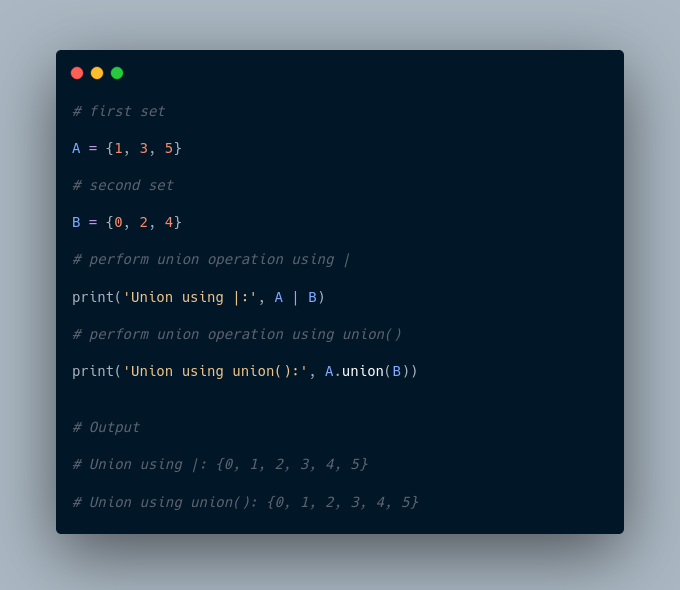 # first set
A = {1, 3, 5}
# second set
B = {0, 2, 4}
# perform union operation using |
print('Union using |:', A | B)
# perform union operation using union()
print('Union using union():', A.union(B))
# Output
# Union using |: {0, 1, 2, 3, 4, 5}
# Union using union(): {0, 1, 2, 3, 4, 5}